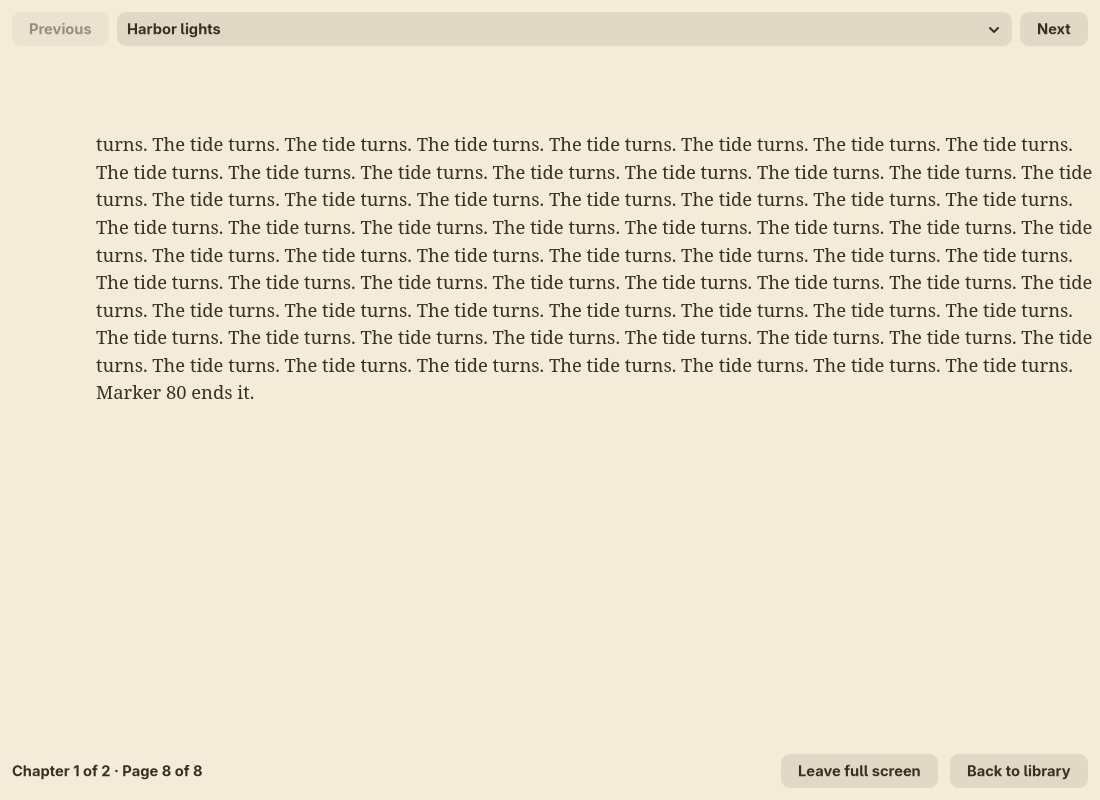 Previous
Harbor lights
Next
turns. The tide turns. The tide turns. The tide turns. The tide turns. The tide turns. The tide turns. The tide turns.
The tide turns. The tide turns. The tide turns. The tide turns. The tide turns. The tide turns. The tide turns. The tide
turns. The tide turns. The tide turns. The tide turns. The tide turns. The tide turns. The tide turns. The tide turns.
The tide turns. The tide turns. The tide turns. The tide turns. The tide turns. The tide turns. The tide turns. The tide
turns. The tide turns. The tide turns. The tide turns. The tide turns. The tide turns. The tide turns. The tide turns.
The tide turns. The tide turns. The tide turns. The tide turns. The tide turns. The tide turns. The tide turns. The tide
turns. The tide turns. The tide turns. The tide turns. The tide turns. The tide turns. The tide turns. The tide turns.
The tide turns. The tide turns. The tide turns. The tide turns. The tide turns. The tide turns. The tide turns. The tide
turns. The tide turns. The tide turns. The tide turns. The tide turns. The tide turns. The tide turns. The tide turns.
Marker 80 ends it.
Chapter 1 of 2 · Page 8 of 8
Leave full screen
Back to library